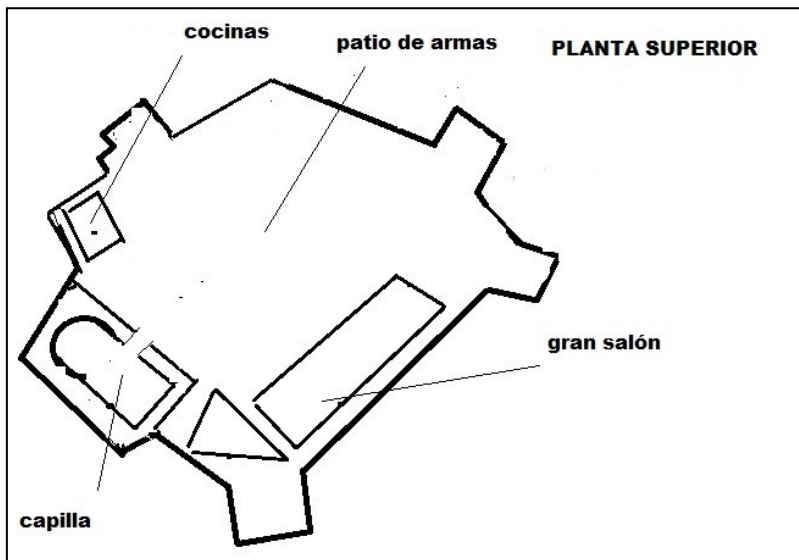 cocinas
patio de armas
PLANTA SUPERIOR
gran salón
capilla